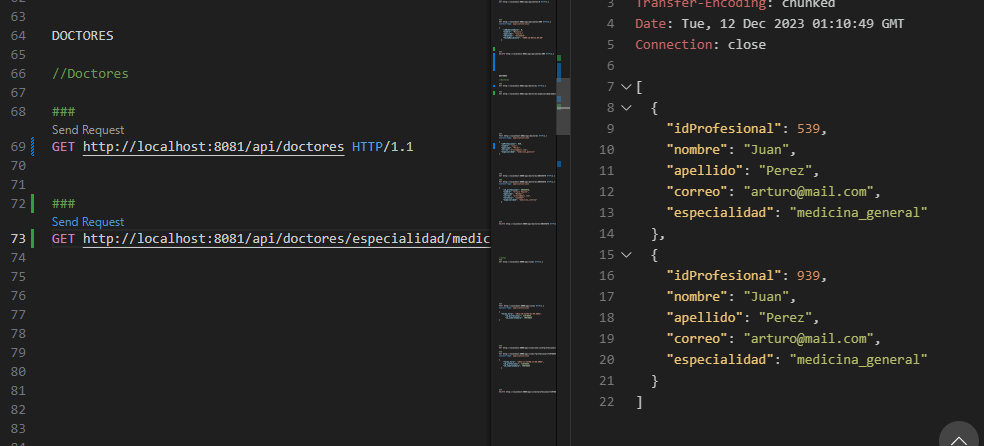 63
64 DOCTORES
65
66 //Doctores
67
68 ###
Send Request
69 GET http://localhost:8081/api/doctores HTTP/1.1
70
71
72 ###
Send Request
73 GET http://localhost:8081/api/doctores/especialidad/medic
74
75
76
77
78
79
80
81
82
83
3 Transfer-Encoding: chunked
4 Date: Tue, 12 Dec 2023 01:10:49 GMT
5 Connection: close
6
7 [
8 {
9 "idProfesional": 539,
10 "nombre": "Juan",
11 "apellido": "Perez",
12 "correo": "arturo@mail.com",
13 "especialidad": "medicina_general"
14 },
15 {
16 "idProfesional": 939,
17 "nombre": "Juan",
18 "apellido": "Perez",
19 "correo": "arturo@mail.com",
20 "especialidad": "medicina_general"
21 }
22 ]